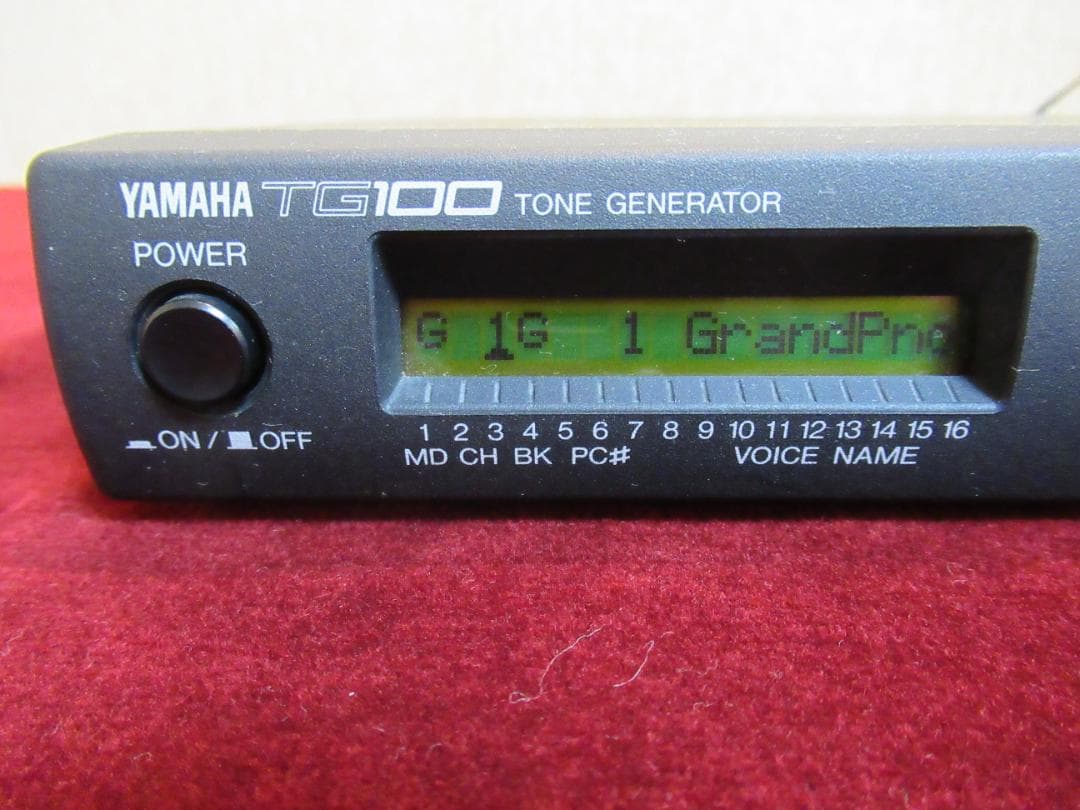 YAMAHA TG100 TONE GENERATOR
POWER
G 1G 1 GrandPno
ON / OFF
1 2 3 4 5 6 7 8 9 10 11 12 13 14 15 16
MD CH BK PC# VOICE NAME